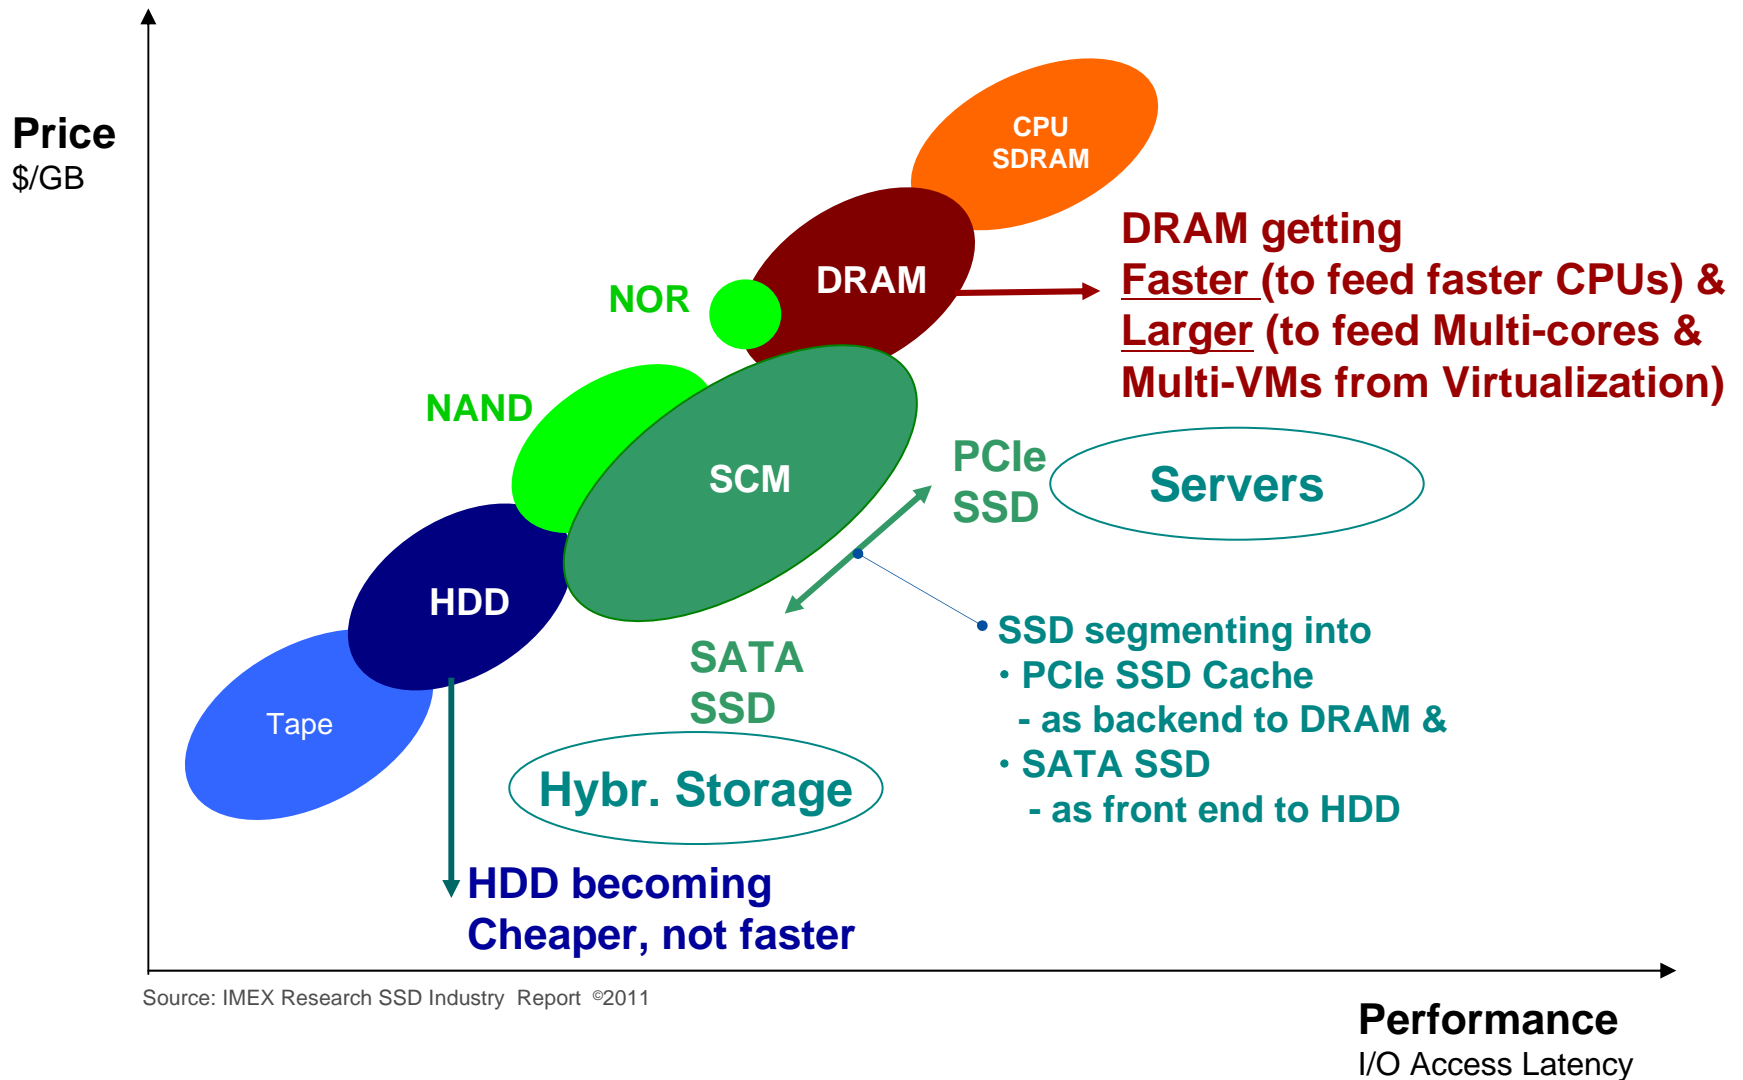 Price
$/GB
CPU
SDRAM
DRAM
NOR
NAND
SCM
HDD
Tape
DRAM getting
Faster (to feed faster CPUs) &
Larger (to feed Multi-cores &
Multi-VMs from Virtualization)
PCIe
SSD
Servers
SATA
SSD
Hybr. Storage
SSD segmenting into
· PCIe SSD Cache
- as backend to DRAM &
· SATA SSD
- as front end to HDD
HDD becoming
Cheaper, not faster
Source: IMEX Research SSD Industry Report ©2011
Performance
I/O Access Latency